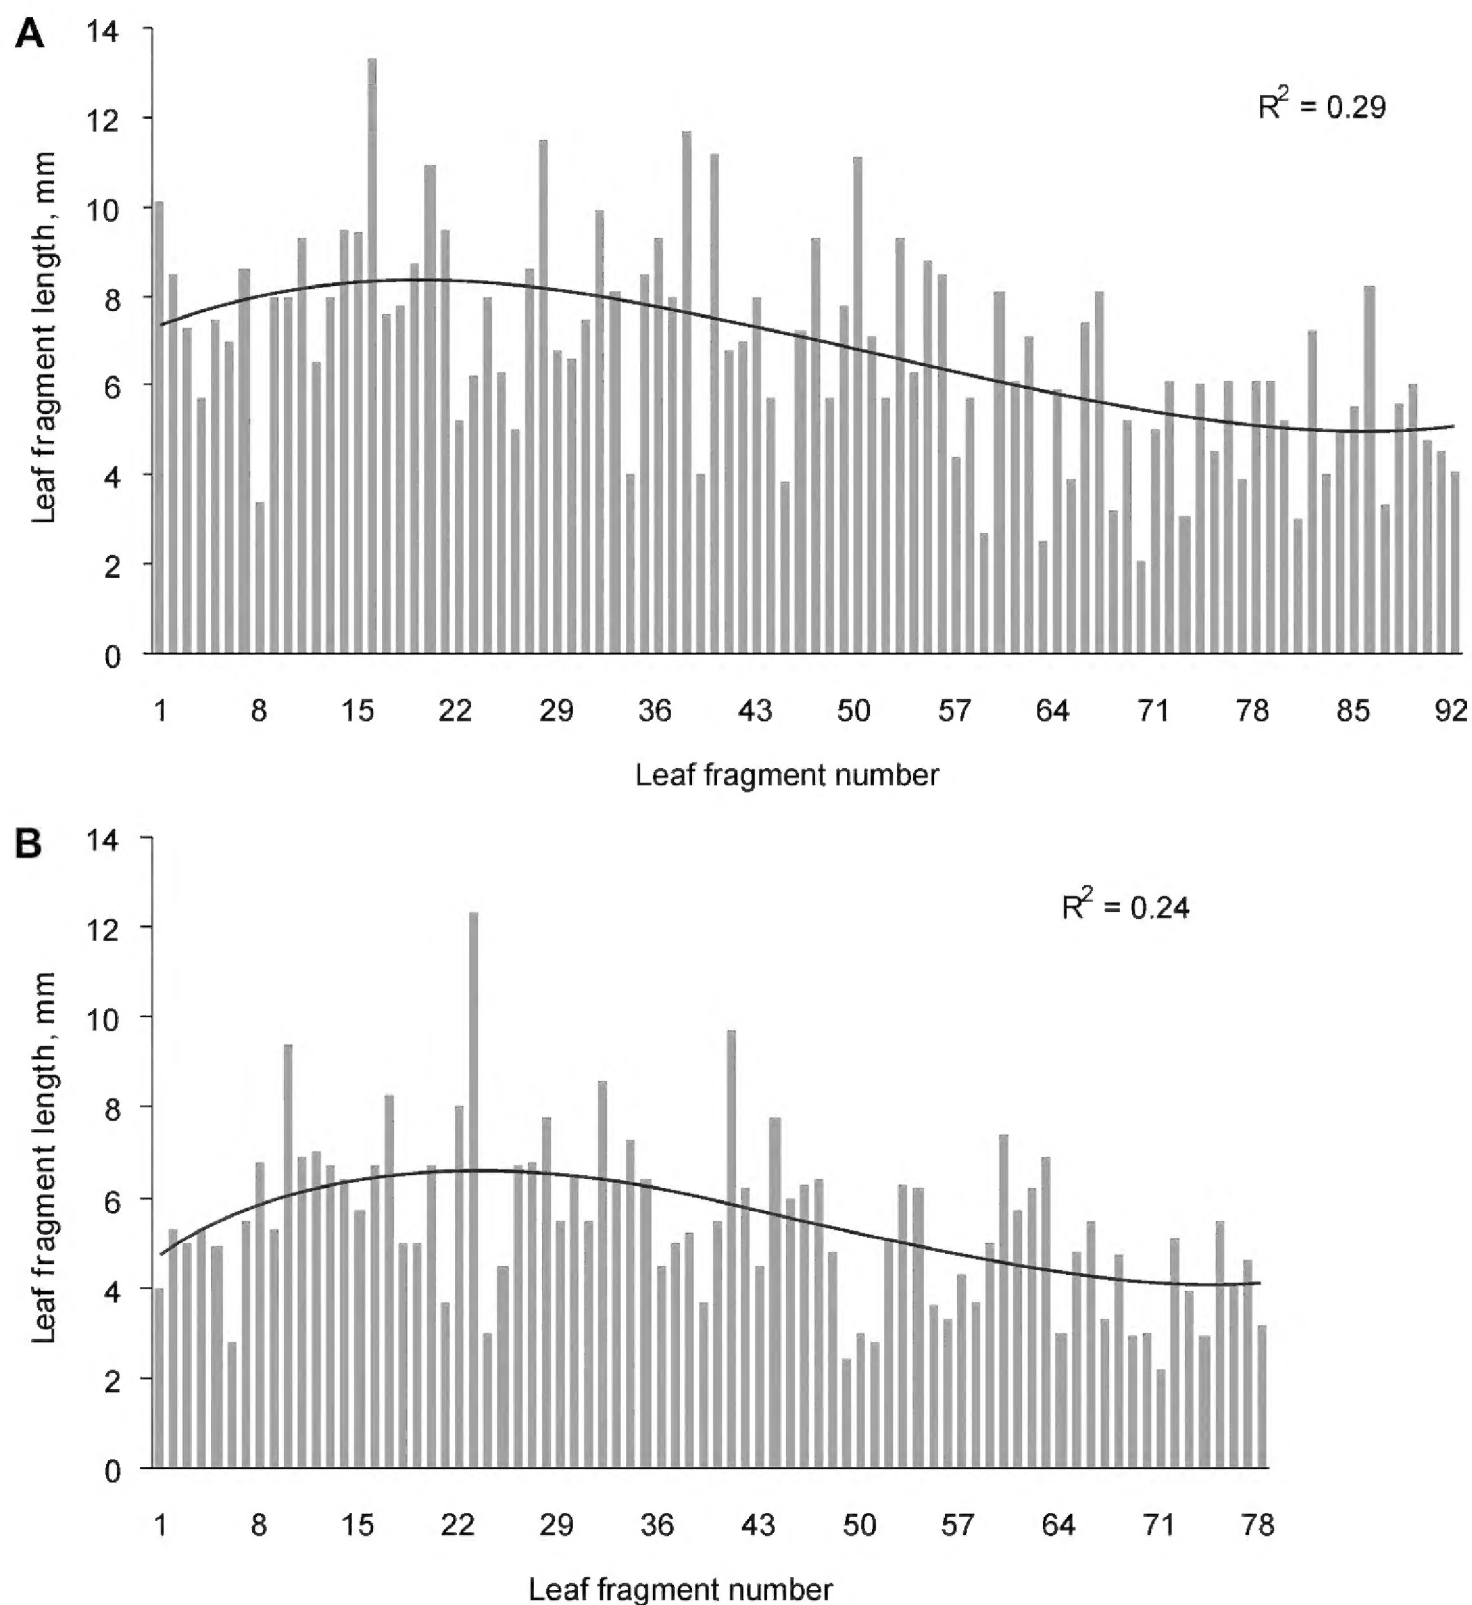 A
14
12
10
8
6
4
2
0
Leaf fragment length, mm
R² = 0.29
1 8 15 22 29 36 43 50 57 64 71 78 85 92
Leaf fragment number
B
14
12
10
8
6
4
2
0
Leaf fragment length, mm
R² = 0.24
1 8 15 22 29 36 43 50 57 64 71 78
Leaf fragment number